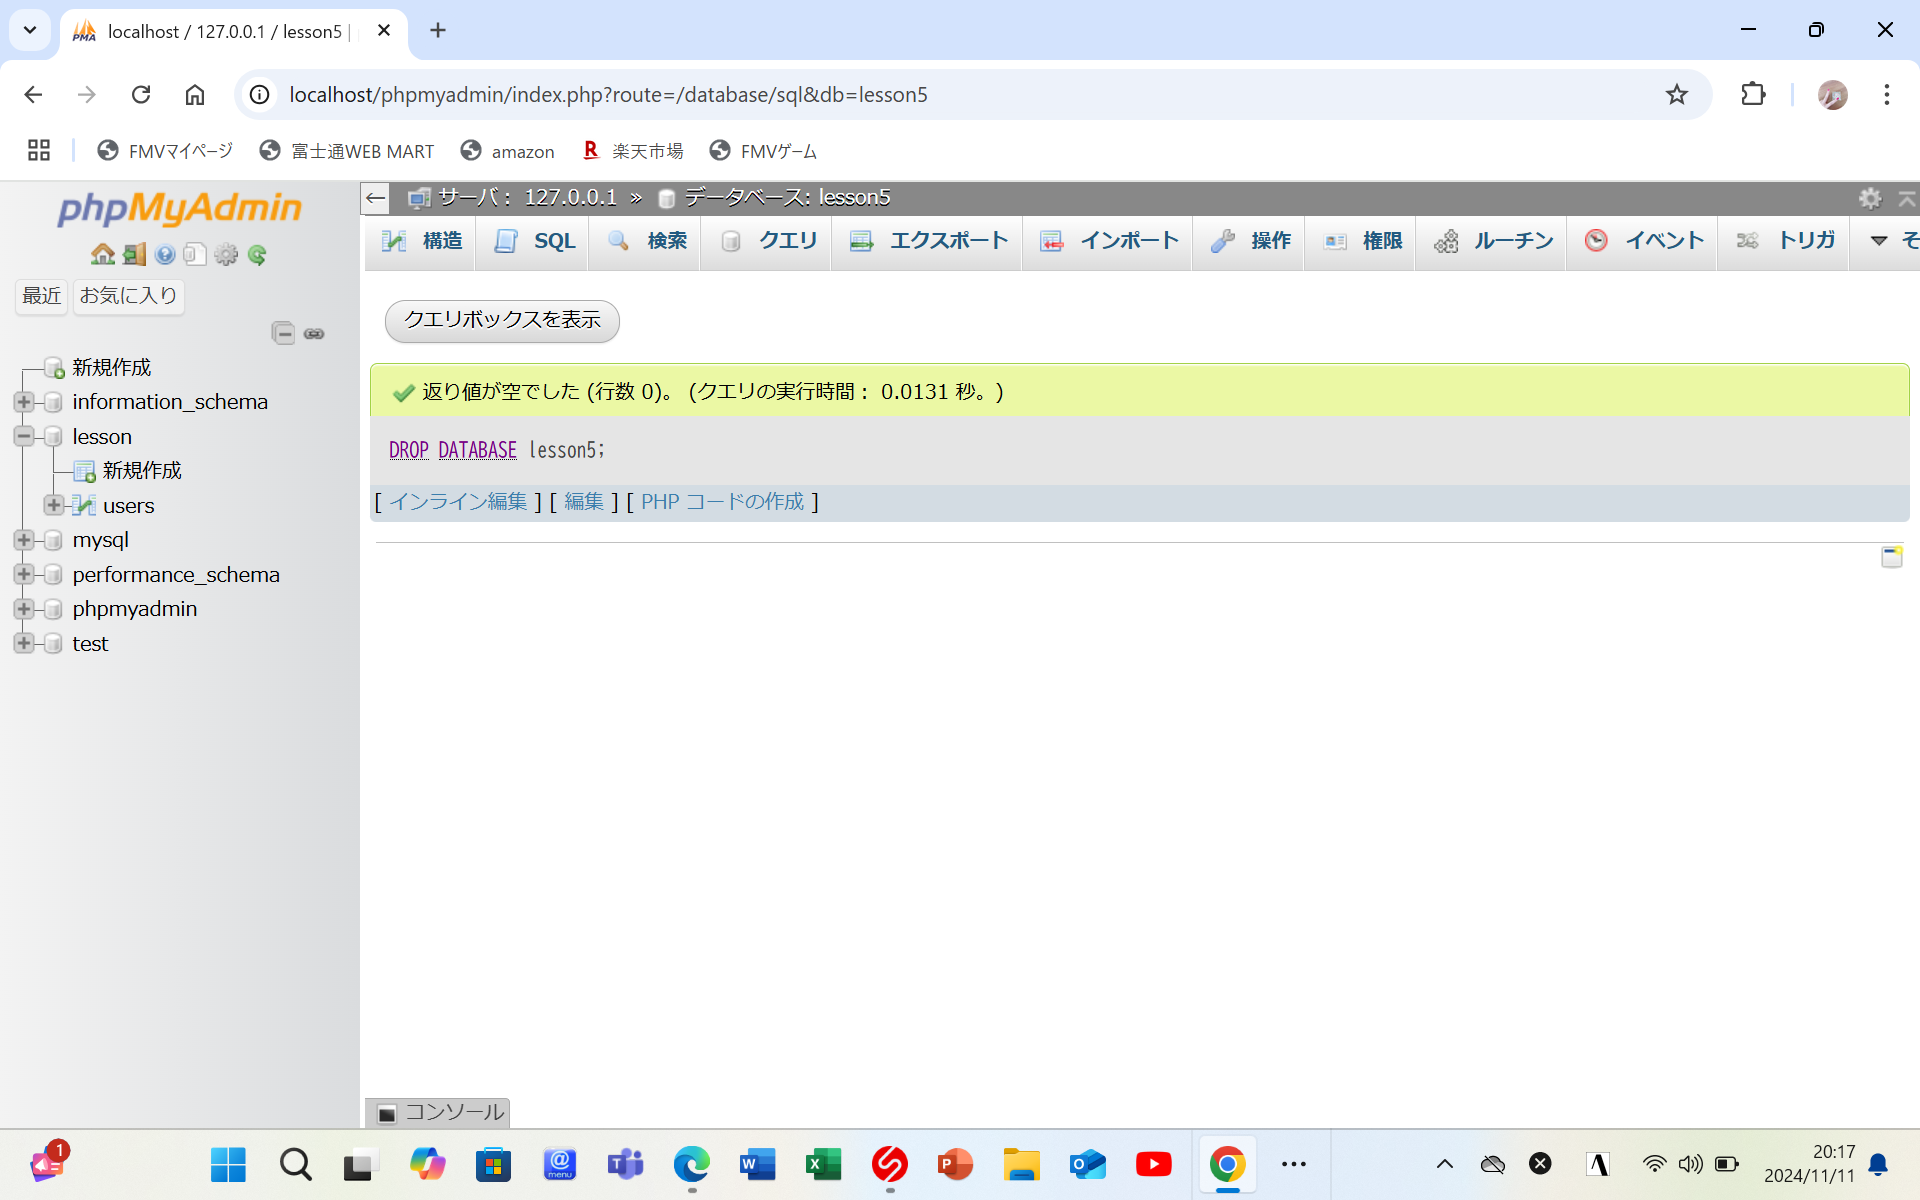 localhost / 127.0.0.1 / lesson5 |
localhost/phpmyadmin/index.php?route=/database/sql&db=lesson5
FMVマイページ
富士通WEB MART
amazon
R 楽天市場
FMVゲーム
phpMyAdmin
最近
お気に入り
新規作成
information_schema
lesson
新規作成
users
mysql
performance_schema
phpmyadmin
test
サーバ： 127.0.0.1 » データベース: lesson5
構造
SQL
検索
クエリ
エクスポート
インポート
操作
権限
ルーチン
イベント
トリガ
そ
クエリボックスを表示
返り値が空でした (行数 0)。 (クエリの実行時間： 0.0131 秒。)
DROP DATABASE lesson5;
[ インライン編集 ] [ 編集 ] [ PHP コードの作成 ]
コンソール
1
menu
20:17
2024/11/11